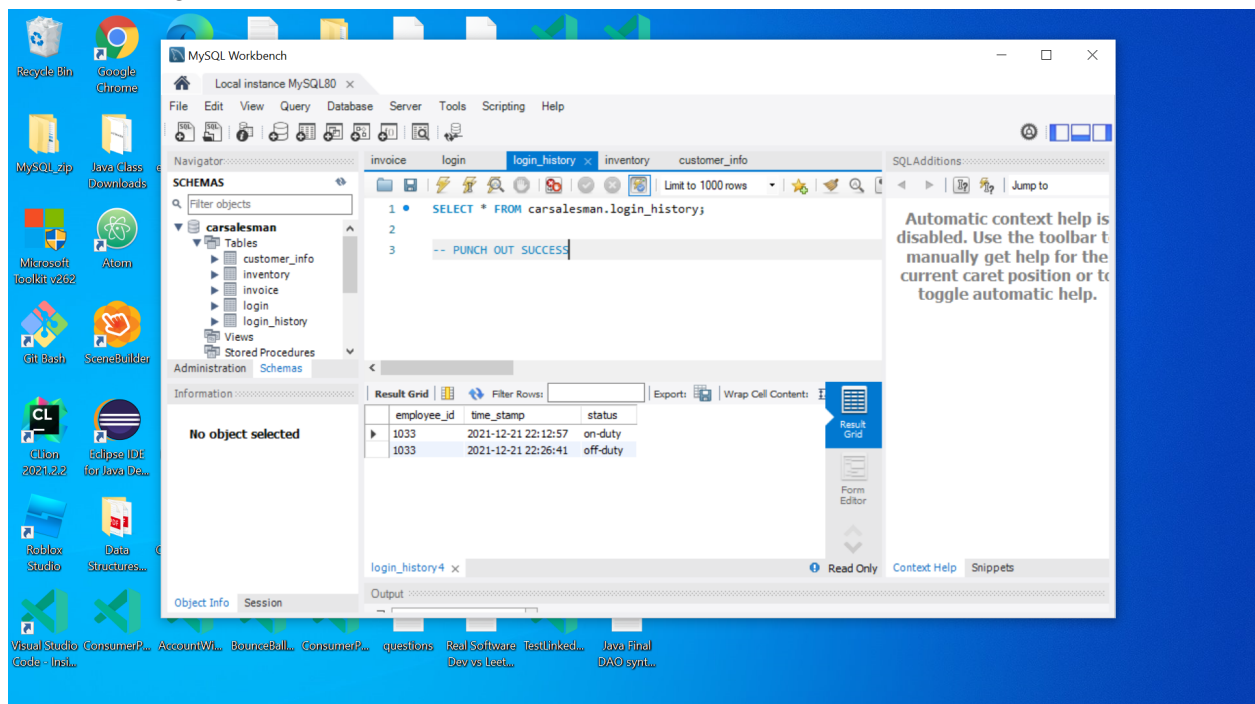 Recycle Bin
Google
Chrome
MySQL_zip
Java Class
Downloads
Microsoft
Toolkit v262
Atom
Git Bash
SceneBuilder
CLion
2021.2.2
Eclipse IDE
for Java De...
Roblox
Studio
Data
Structures...
Visual Studio
Code - Insi...
ConsumerP...
AccountWi...
BounceBall...
ConsumerP...
questions
Real Software
Dev vs Leet...
TestLinked...
Java Final
DAO synt...
MySQL Workbench
Local instance MySQL80
File Edit View Query Database Server Tools Scripting Help
Navigator
SCHEMAS
Filter objects
carsalesman
Tables
customer_info
inventory
invoice
login
login_history
Views
Stored Procedures
Administration Schemas
Information
No object selected
Object Info Session
invoice login login_history inventory customer_info
Limit to 1000 rows
1 SELECT * FROM carsalesman.login_history;
2
3 -- PUNCH OUT SUCCESS
Result Grid Filter Rows: Export: Wrap Cell Content:
employee_id time_stamp status
1033 2021-12-21 22:12:57 on-duty
1033 2021-12-21 22:26:41 off-duty
Result
Grid
Form
Editor
login_history4
Read Only
Output
SQLAdditions
Jump to
Automatic context help is
disabled. Use the toolbar t
manually get help for the
current caret position or to
toggle automatic help.
Context Help Snippets